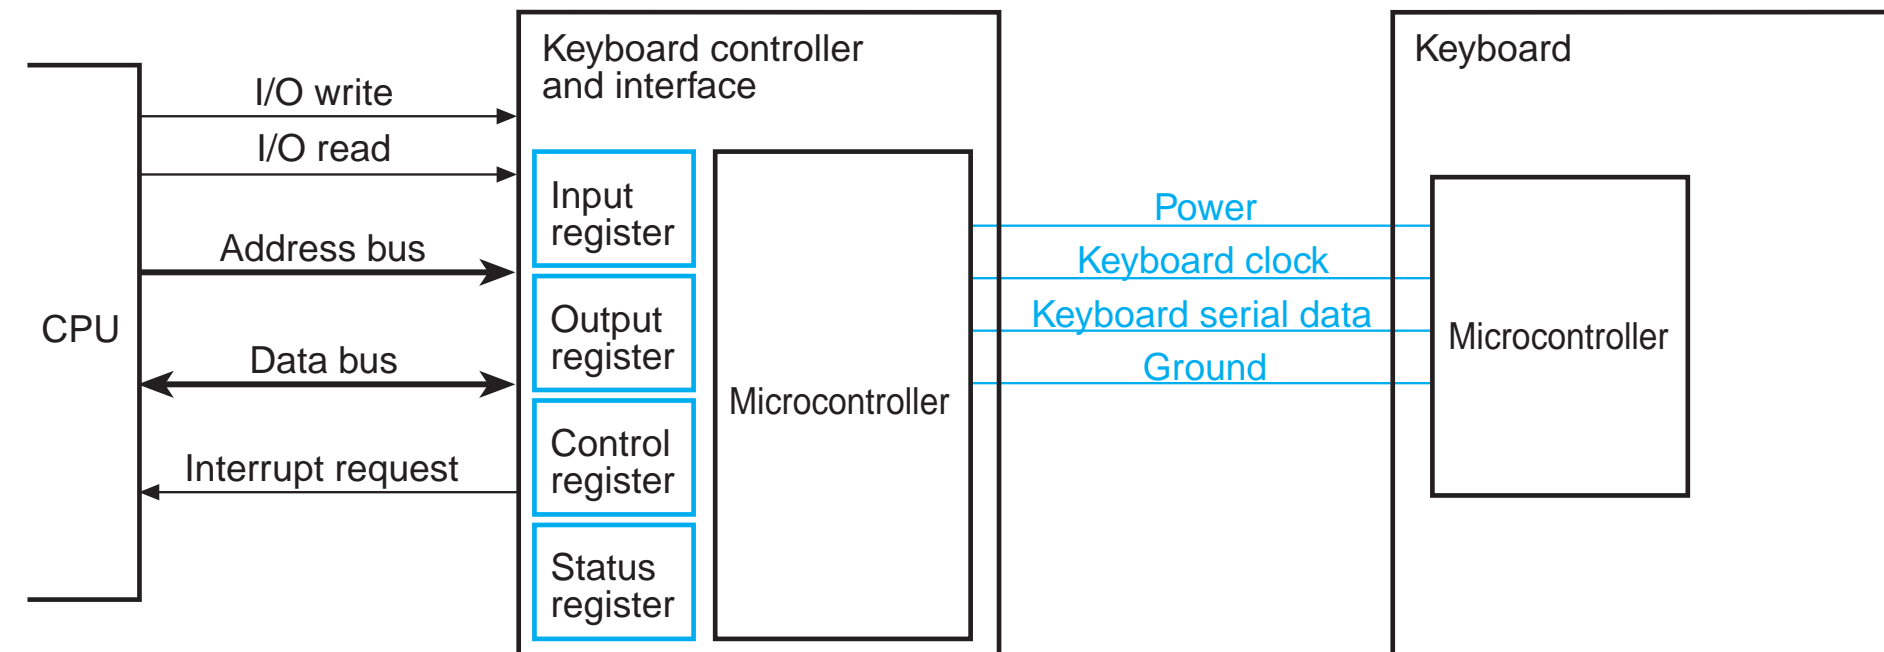 CPU
I/O write
I/O read
Address bus
Data bus
Interrupt request
Keyboard controller
and interface
Input
register
Output
register
Control
register
Status
register
Microcontroller
Power
Keyboard clock
Keyboard serial data
Ground
Keyboard
Microcontroller